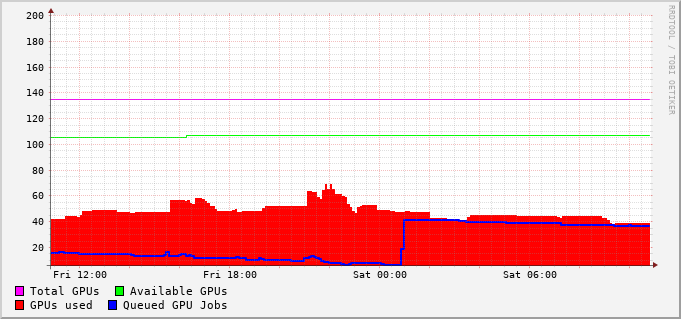 200
180
160
140
120
100
80
60
40
20
Fri 12:00 Fri 18:00 Sat 00:00 Sat 06:00
Total GPUs Available GPUs
GPUs used Queued GPU Jobs
RRDTOOL / TOBI OETIKER